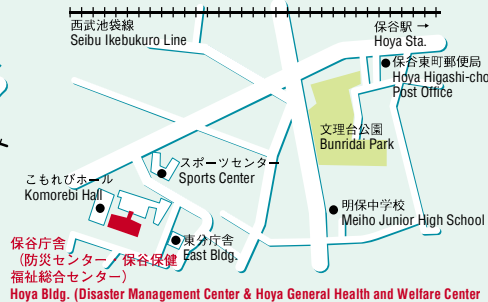 西武池袋線
Seibu Ikebukuro Line
保谷駅 →
Hoya Sta.
保谷東町郵便局
Hoya Higashi-cho
Post Office
文理台公園
Bunridai Park
スポーツセンター
Sports Center
こもれびホール
Komorebi Hall
明保中学校
Meiho Junior High School
東分庁舎
East Bldg.
保谷庁舎
(防災センター/保谷保健
福祉総合センター)
Hoya Bldg. (Disaster Management Center & Hoya General Health and Welfare Center